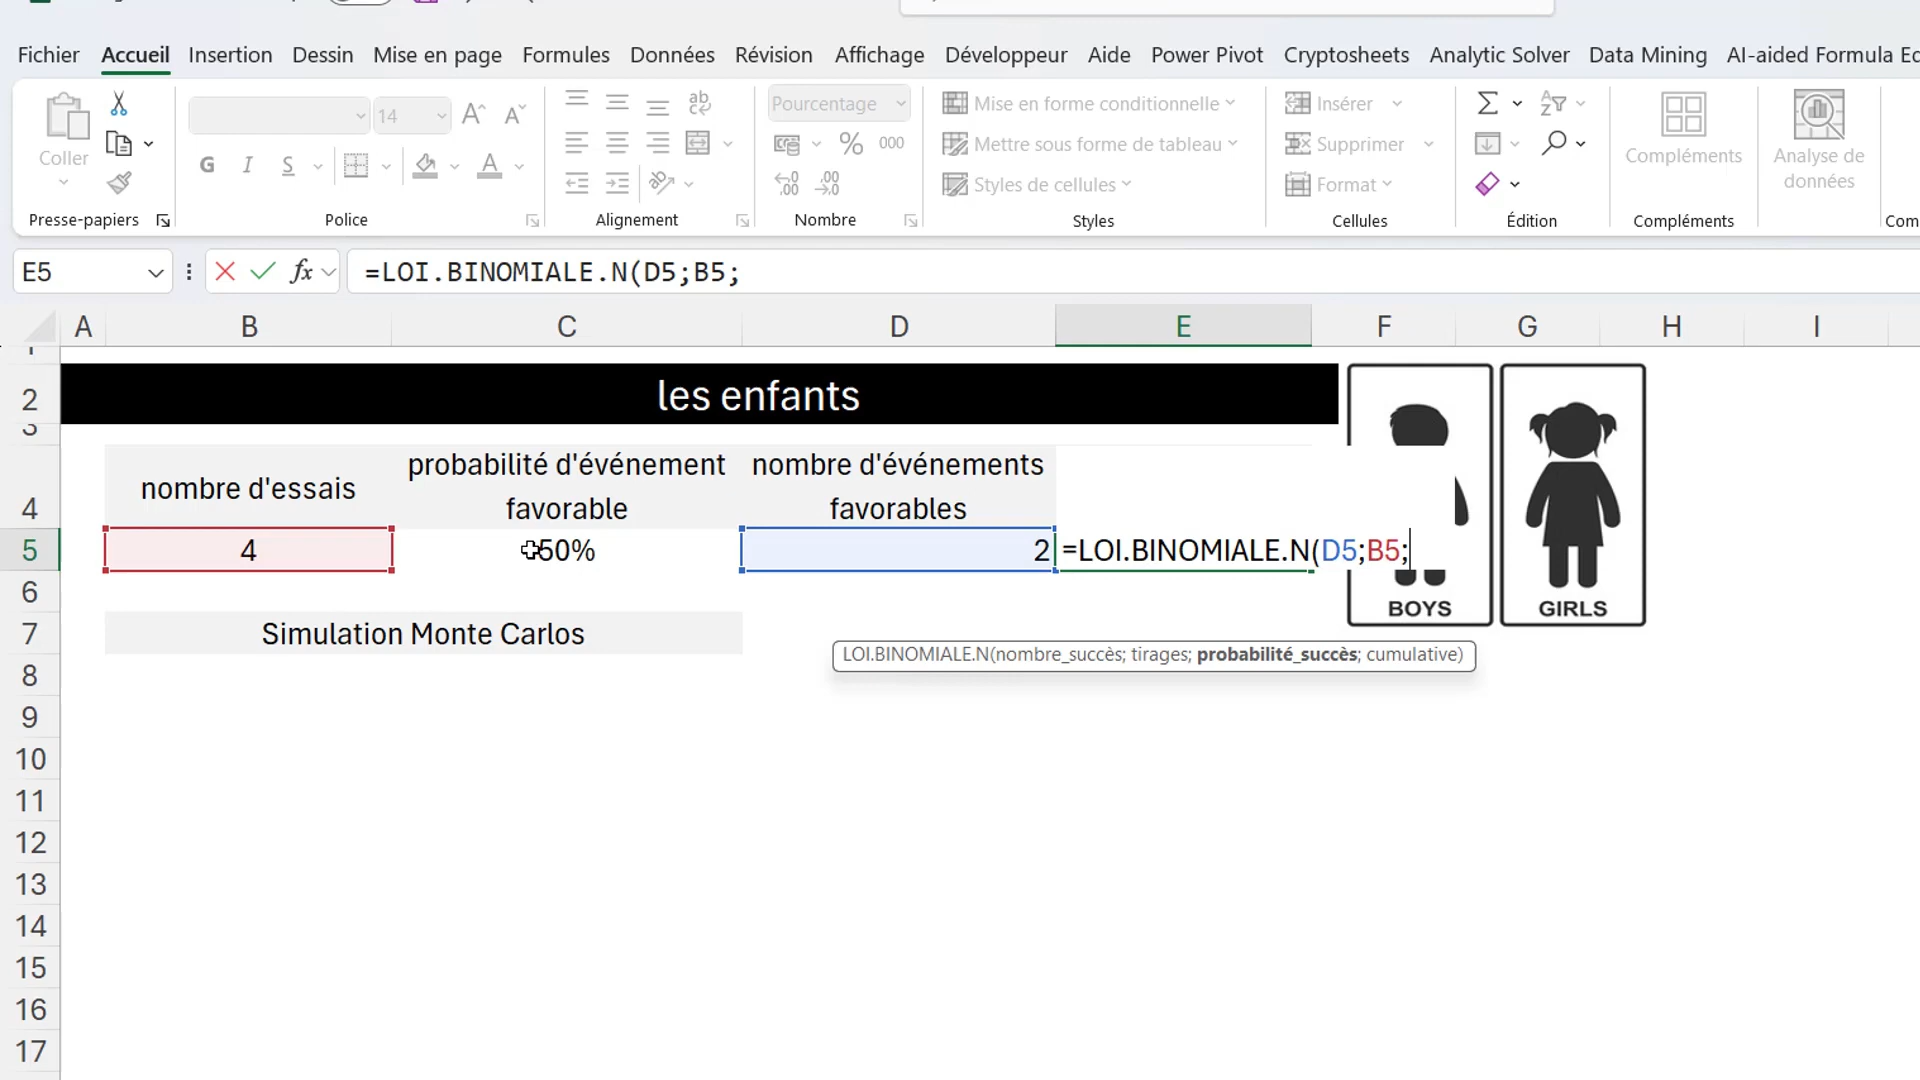 Fichier Accueil Insertion Dessin Mise en page Formules Données Révision Affichage Développeur Aide Power Pivot Cryptosheets Analytic Solver Data Mining AI-aided Formula Ed
Coller
14
G I S
A
ab
Pourcentage
% 000
,00
,00
Mise en forme conditionnelle
Mettre sous forme de tableau
Styles de cellules
Insérer
Supprimer
Format
Compléments
Analyse de
données
Presse-papiers Police Alignement Nombre Styles Cellules Édition Compléments Com
E5 fx =LOI.BINOMIALE.N(D5;B5;
A B C D E F G H I
2 les enfants
3
4 nombre d'essais
probabilité d'événement
favorable
nombre d'événements
favorables
5 4 50% 2 =LOI.BINOMIALE.N(D5;B5;
BOYS GIRLS
6
7 Simulation Monte Carlos
LOI.BINOMIALE.N(nombre_succès; tirages; probabilité_succès; cumulative)
8
9
10
11
12
13
14
15
16
17